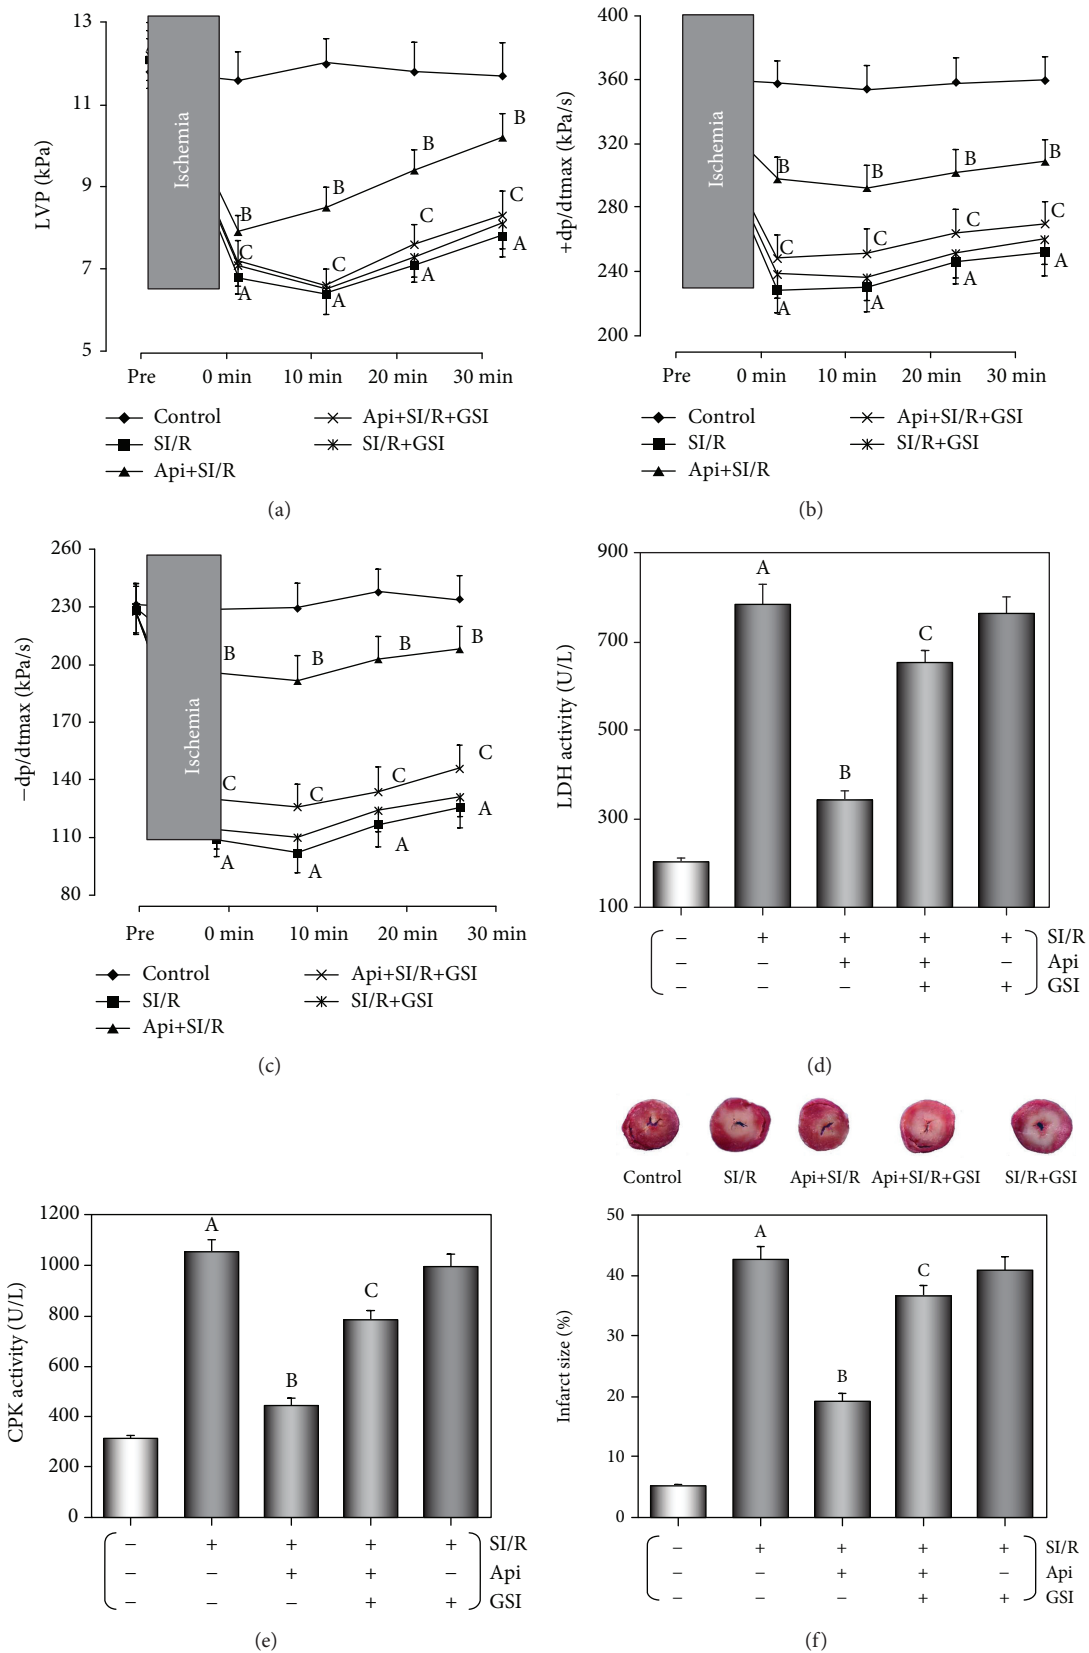 13
11
9
7
5
LVP (kPa)
Ischemia
B
B
B
B
C
C
C
C
A
A
A
A
Pre 0 min 10 min 20 min 30 min
Control
SI/R
Api+SI/R
Api+SI/R+GSI
SI/R+GSI
(a)
400
360
320
280
240
200
+dp/dtmax (kPa/s)
Ischemia
B
B
B
B
C
C
C
C
A
A
A
A
Pre 0 min 10 min 20 min 30 min
Control
SI/R
Api+SI/R
Api+SI/R+GSI
SI/R+GSI
(b)
260
230
200
170
140
110
80
−dp/dtmax (kPa/s)
Ischemia
B
B
B
B
C
C
C
C
A
A
A
A
Pre 0 min 10 min 20 min 30 min
Control
SI/R
Api+SI/R
Api+SI/R+GSI
SI/R+GSI
(c)
900
700
500
300
100
LDH activity (U/L)
A
B
C
− + + + + SI/R
− − + + − Api
− − − + + GSI
(d)
1200
1000
800
600
400
200
0
CPK activity (U/L)
A
B
C
− + + + + SI/R
− − + + − Api
− − − + + GSI
(e)
Control SI/R Api+SI/R Api+SI/R+GSI SI/R+GSI
50
40
30
20
10
0
Infarct size (%)
A
B
C
− + + + + SI/R
− − + + − Api
− − − + + GSI
(f)